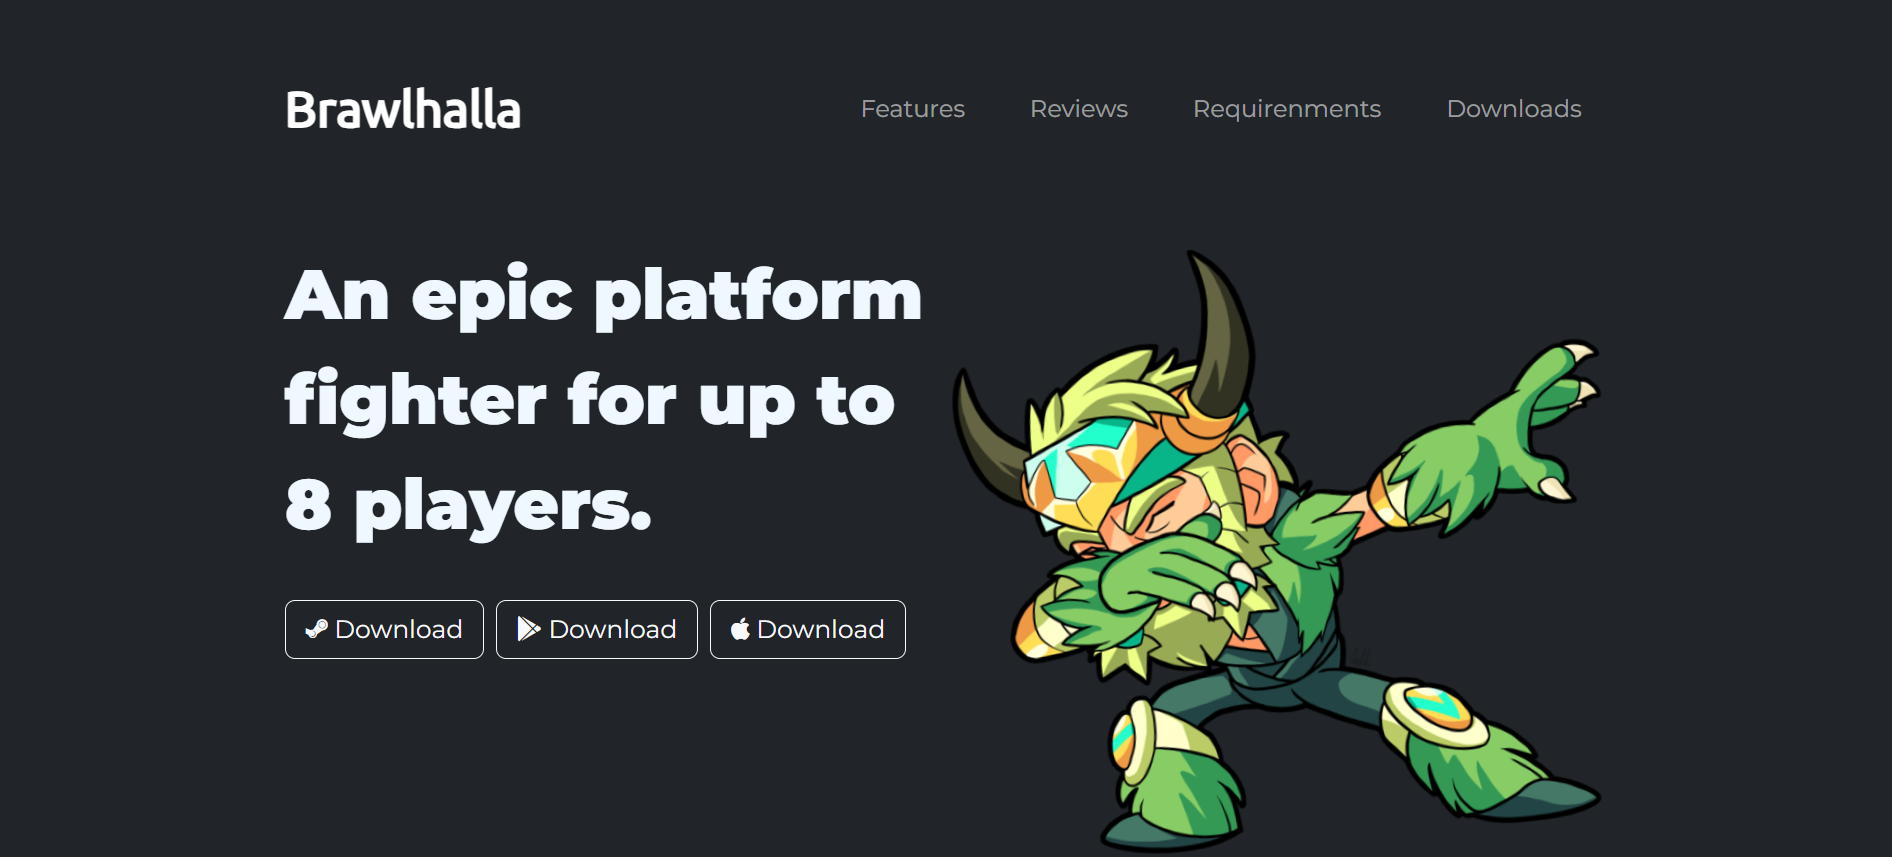 Brawlhalla
Features Reviews Requirenments Downloads
An epic platform
fighter for up to
8 players.
Download Download Download